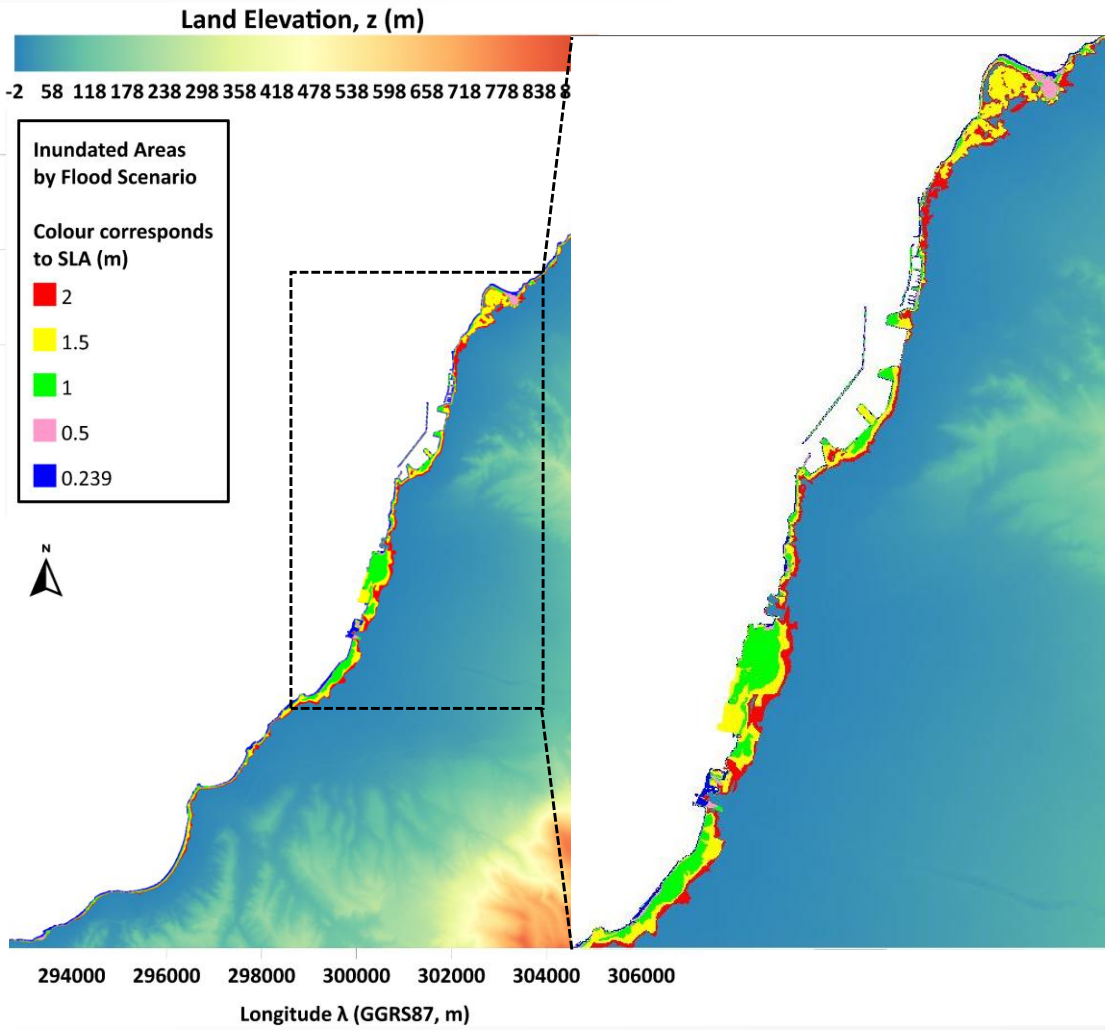 Land Elevation, z (m)
-2 58 118 178 238 298 358 418 478 538 598 658 718 778 838 8
Inundated Areas
by Flood Scenario
Colour corresponds
to SLA (m)
2
1.5
1
0.5
0.239
N
294000 296000 298000 300000 302000 304000 306000
Longitude λ (GGRS87, m)